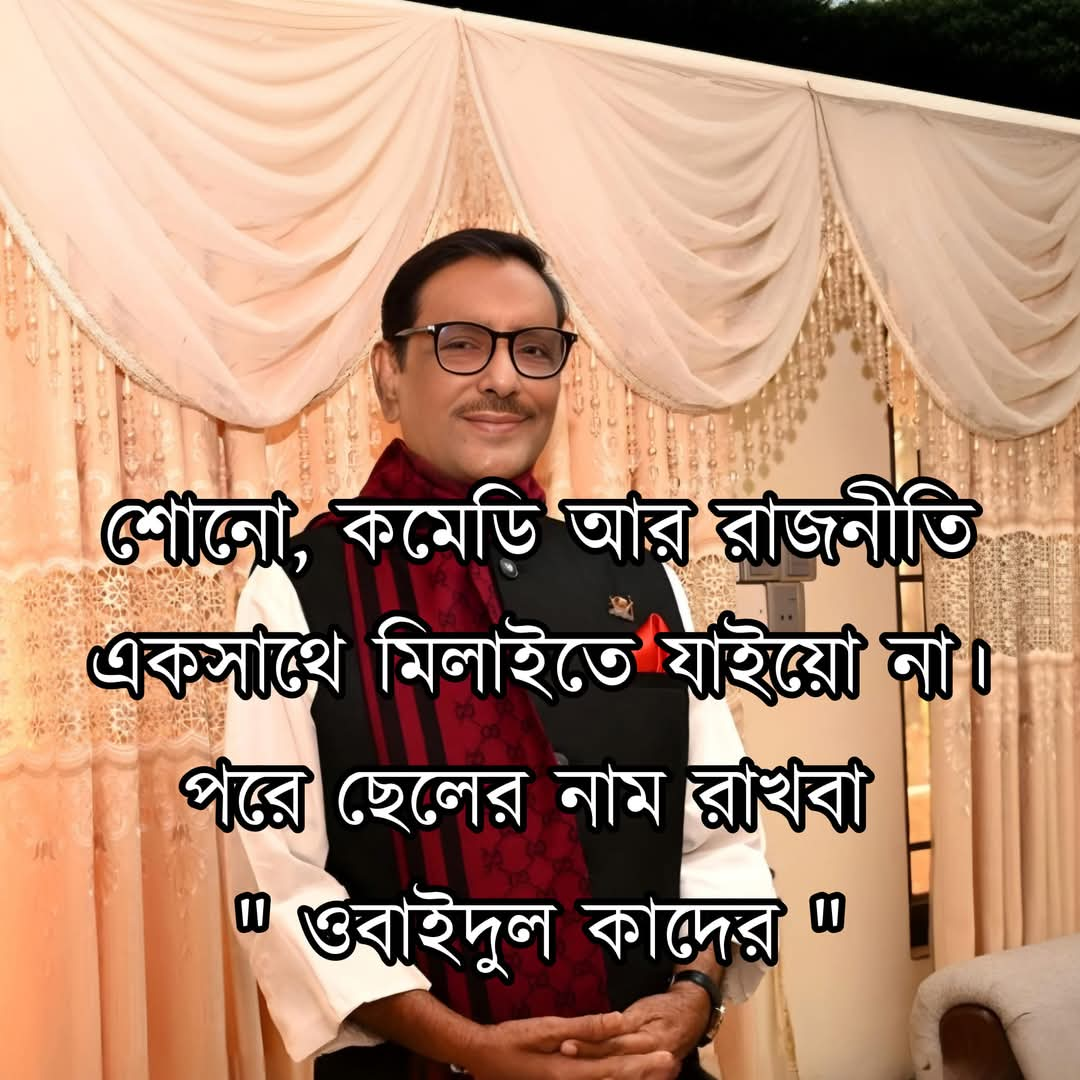 শোনো, কমেডি আর রাজনীতি
একসাথে মিলাইতে যাইয়ো না।
পরে ছেলের নাম রাখবা
" ওবাইদুল কাদের "